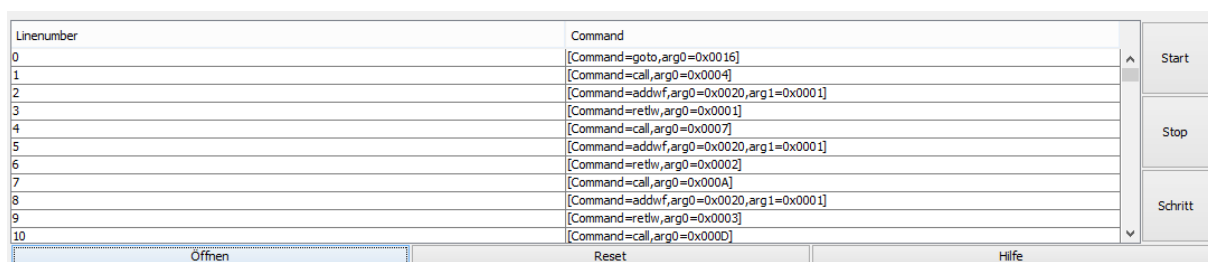 Linenumber Command
0 [Command=goto,arg0=0x0016]
1 [Command=call,arg0=0x0004]
2 [Command=addwf,arg0=0x0020,arg1=0x0001]
3 [Command=retlw,arg0=0x0001]
4 [Command=call,arg0=0x0007]
5 [Command=addwf,arg0=0x0020,arg1=0x0001]
6 [Command=retlw,arg0=0x0002]
7 [Command=call,arg0=0x000A]
8 [Command=addwf,arg0=0x0020,arg1=0x0001]
9 [Command=retlw,arg0=0x0003]
10 [Command=call,arg0=0x000D]
Start
Stop
Schritt
Öffnen Reset Hilfe